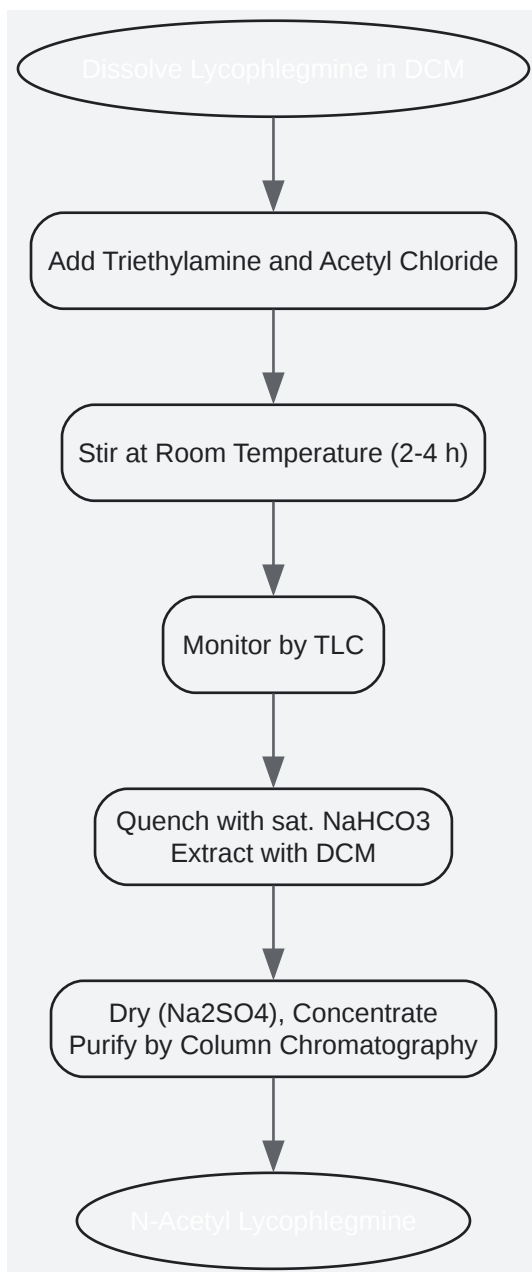 Dissolve Lycophlegmine in DCM
Add Triethylamine and Acetyl Chloride
Stir at Room Temperature (2-4 h)
Monitor by TLC
Quench with sat. NaHCO3
Extract with DCM
Dry (Na2SO4), Concentrate
Purify by Column Chromatography
N-Acetyl Lycophlegmine